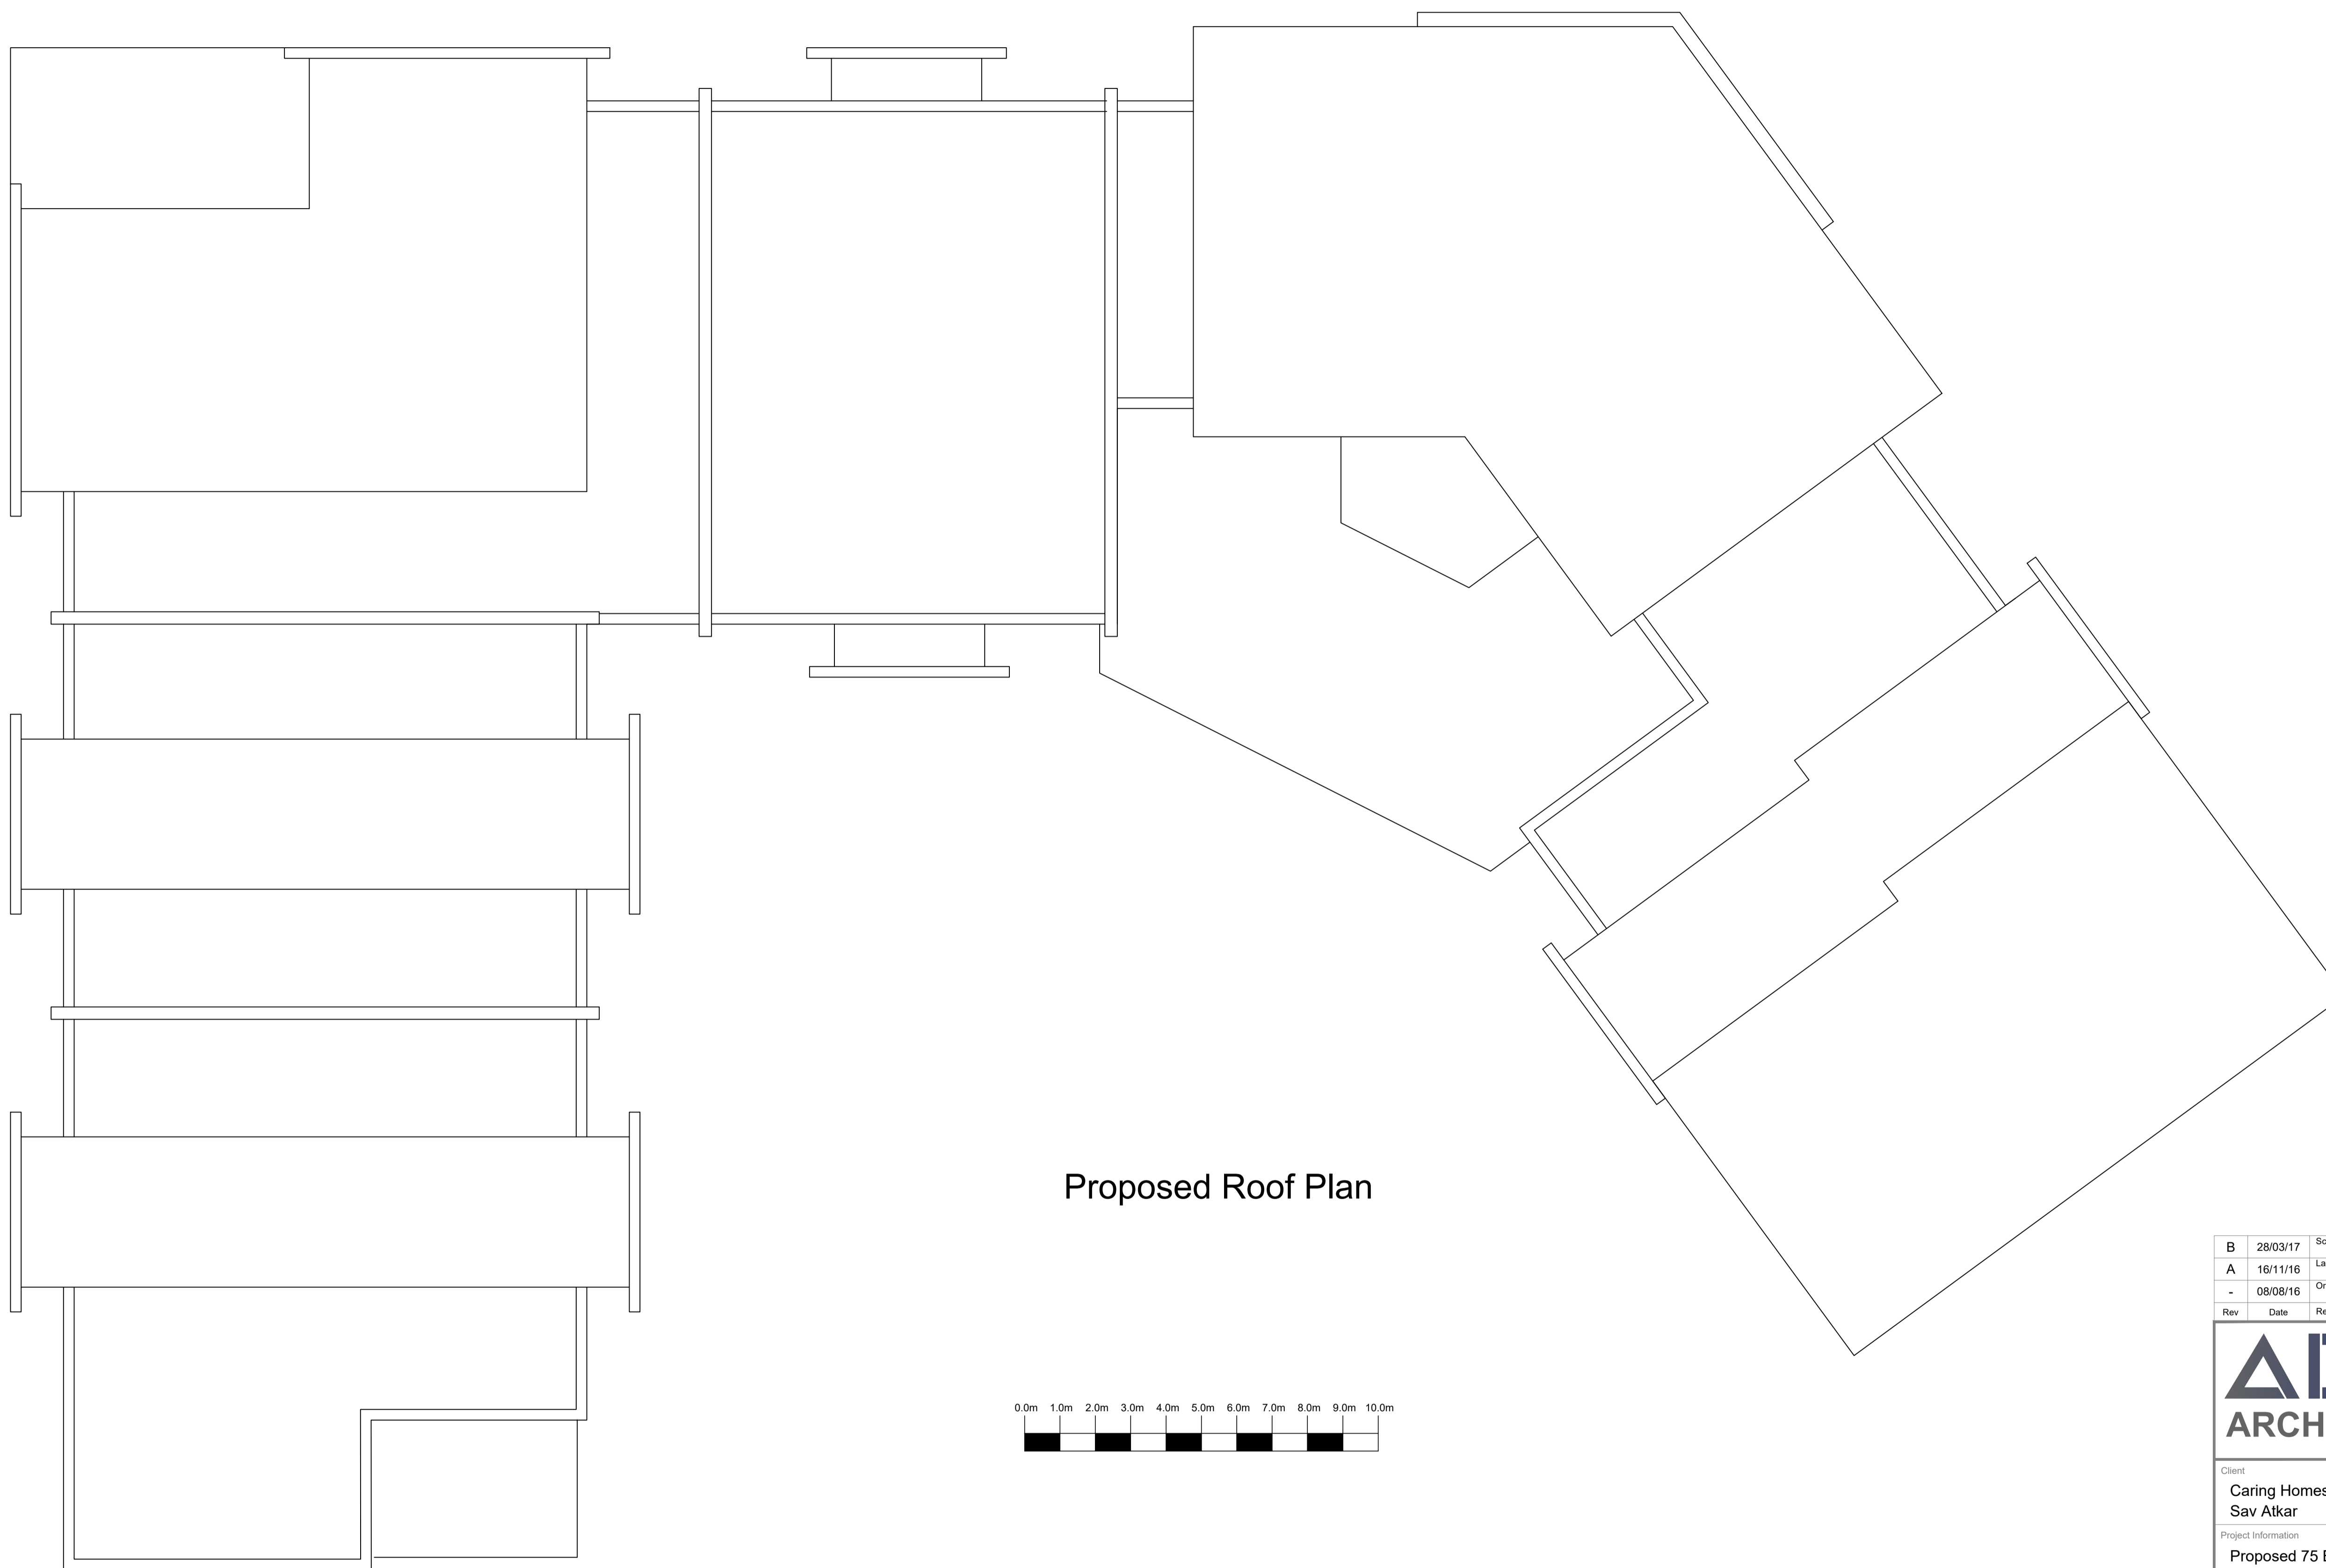 Proposed Roof Plan
0.0m 1.0m 2.0m 3.0m 4.0m 5.0m 6.0m 7.0m 8.0m 9.0m 10.0m
B 28/03/17
A 16/11/16
- 08/08/16
Rev Date
ARCH
Client
Caring Homes
Sav Atkar
Project Information
Proposed 75